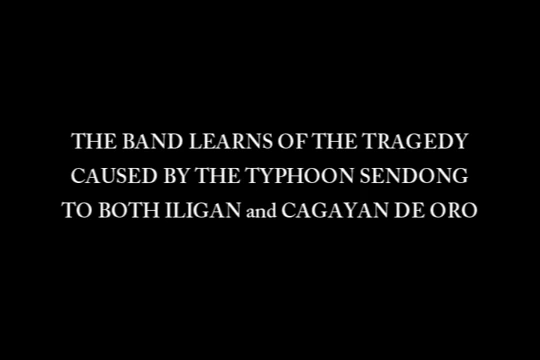 THE BAND LEARNS OF THE TRAGEDY
CAUSED BY THE TYPHOON SENDONG
TO BOTH ILIGAN and CAGAYAN DE ORO